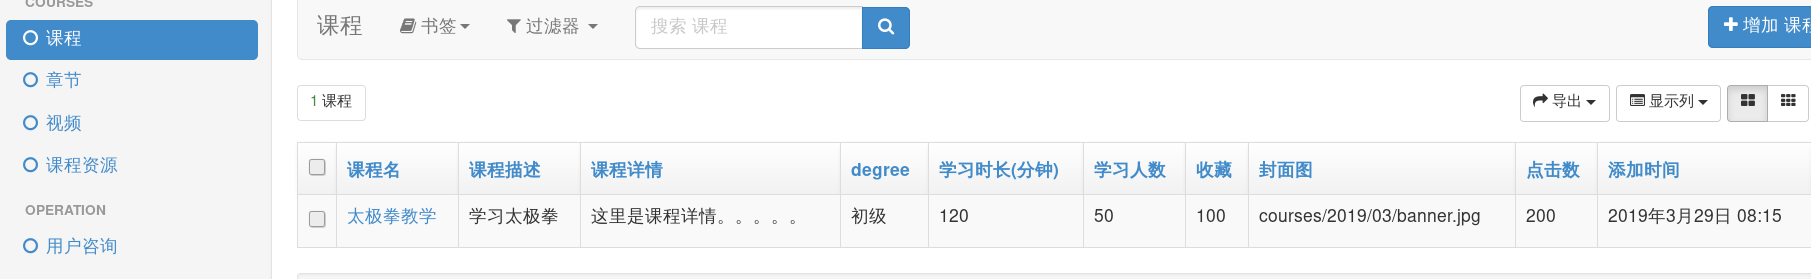 COURSES
课程
章节
视频
课程资源
OPERATION
用户咨询
课程 书签 过滤器 搜索 课程 增加 课程
1 课程 导出 显示列
课程名 课程描述 课程详情 degree 学习时长(分钟) 学习人数 收藏 封面图 点击数 添加时间
太极拳教学 学习太极拳 这里是课程详情。。。。。 初级 120 50 100 courses/2019/03/banner.jpg 200 2019年3月29日 08:15